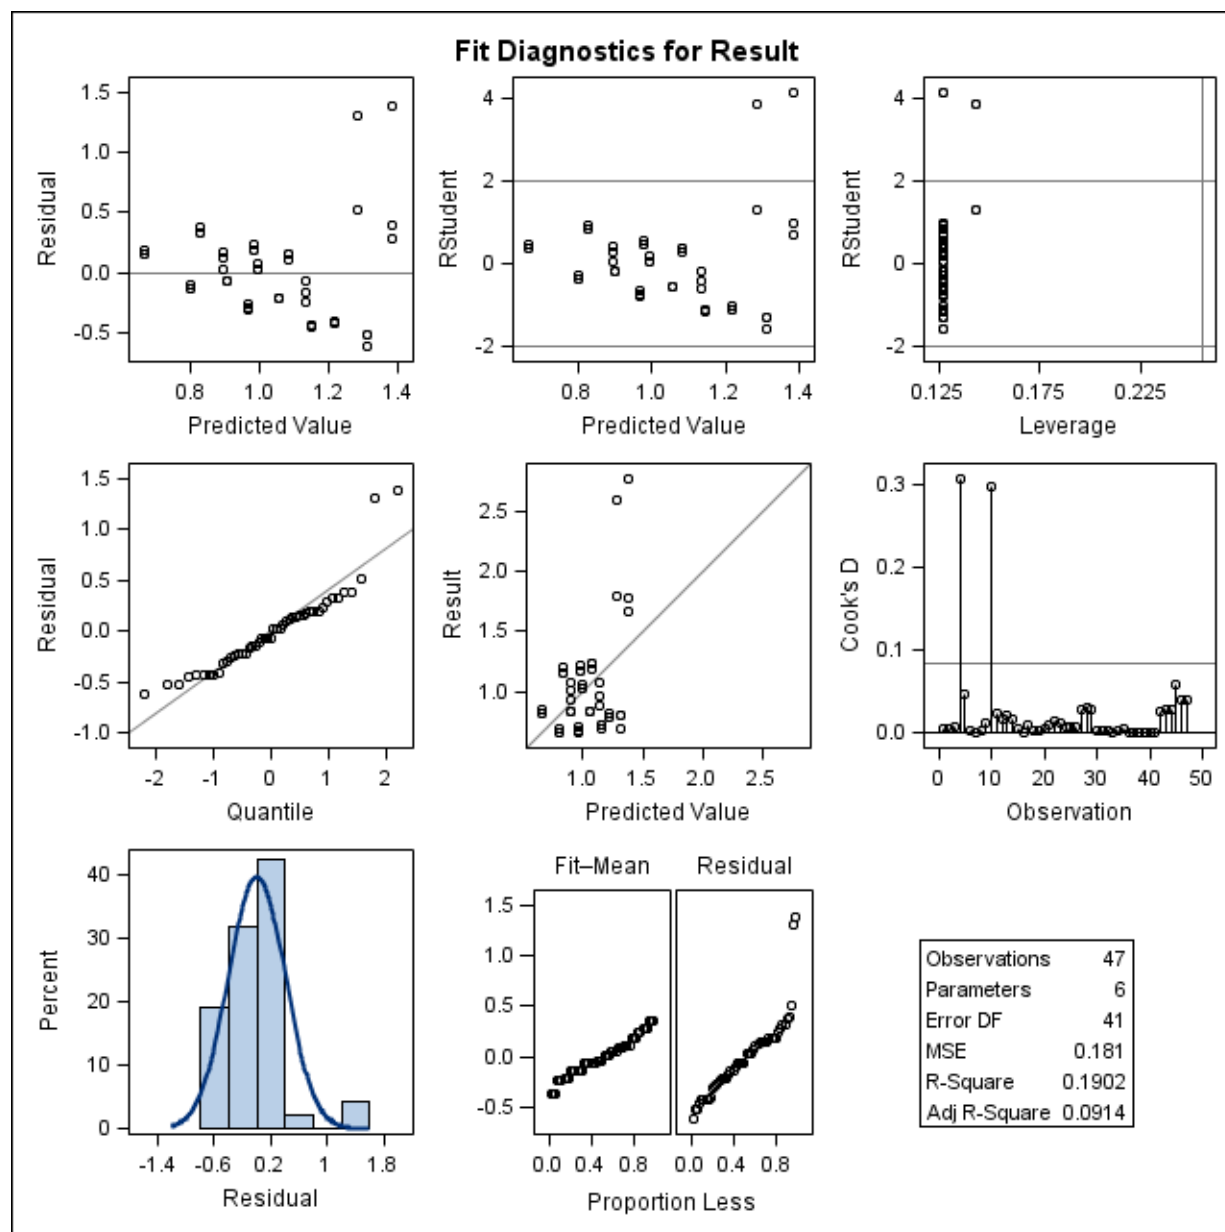 Fit Diagnostics for Result
1.5
1.0
0.5
0.0
-0.5
Residual
0.8 1.0 1.2 1.4
Predicted Value
4
2
0
-2
RStudent
0.8 1.0 1.2 1.4
Predicted Value
4
2
0
-2
RStudent
0.125 0.175 0.225
Leverage
1.5
1.0
0.5
0.0
-0.5
-1.0
Residual
-2 -1 0 1 2
Quantile
2.5
2.0
1.5
1.0
Result
1.0 1.5 2.0 2.5
Predicted Value
0.3
0.2
0.1
0.0
Cook's D
0 10 20 30 40 50
Observation
40
30
20
10
0
Percent
-1.4 -0.6 0.2 1 1.8
Residual
Fit–Mean Residual
1.5
1.0
0.5
0.0
-0.5
0.0 0.4 0.8 0.0 0.4 0.8
Proportion Less
Observations 47
Parameters 6
Error DF 41
MSE 0.181
R-Square 0.1902
Adj R-Square 0.0914